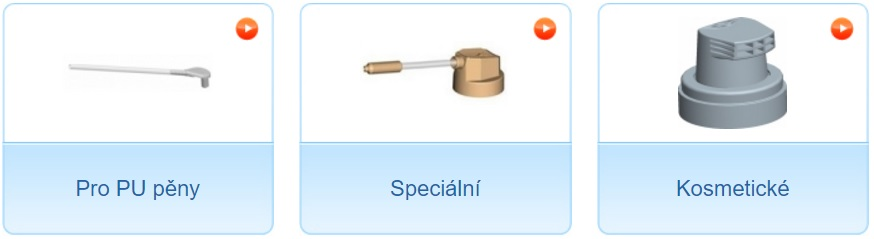 Pro PU pěny
Speciální
Kosmetické